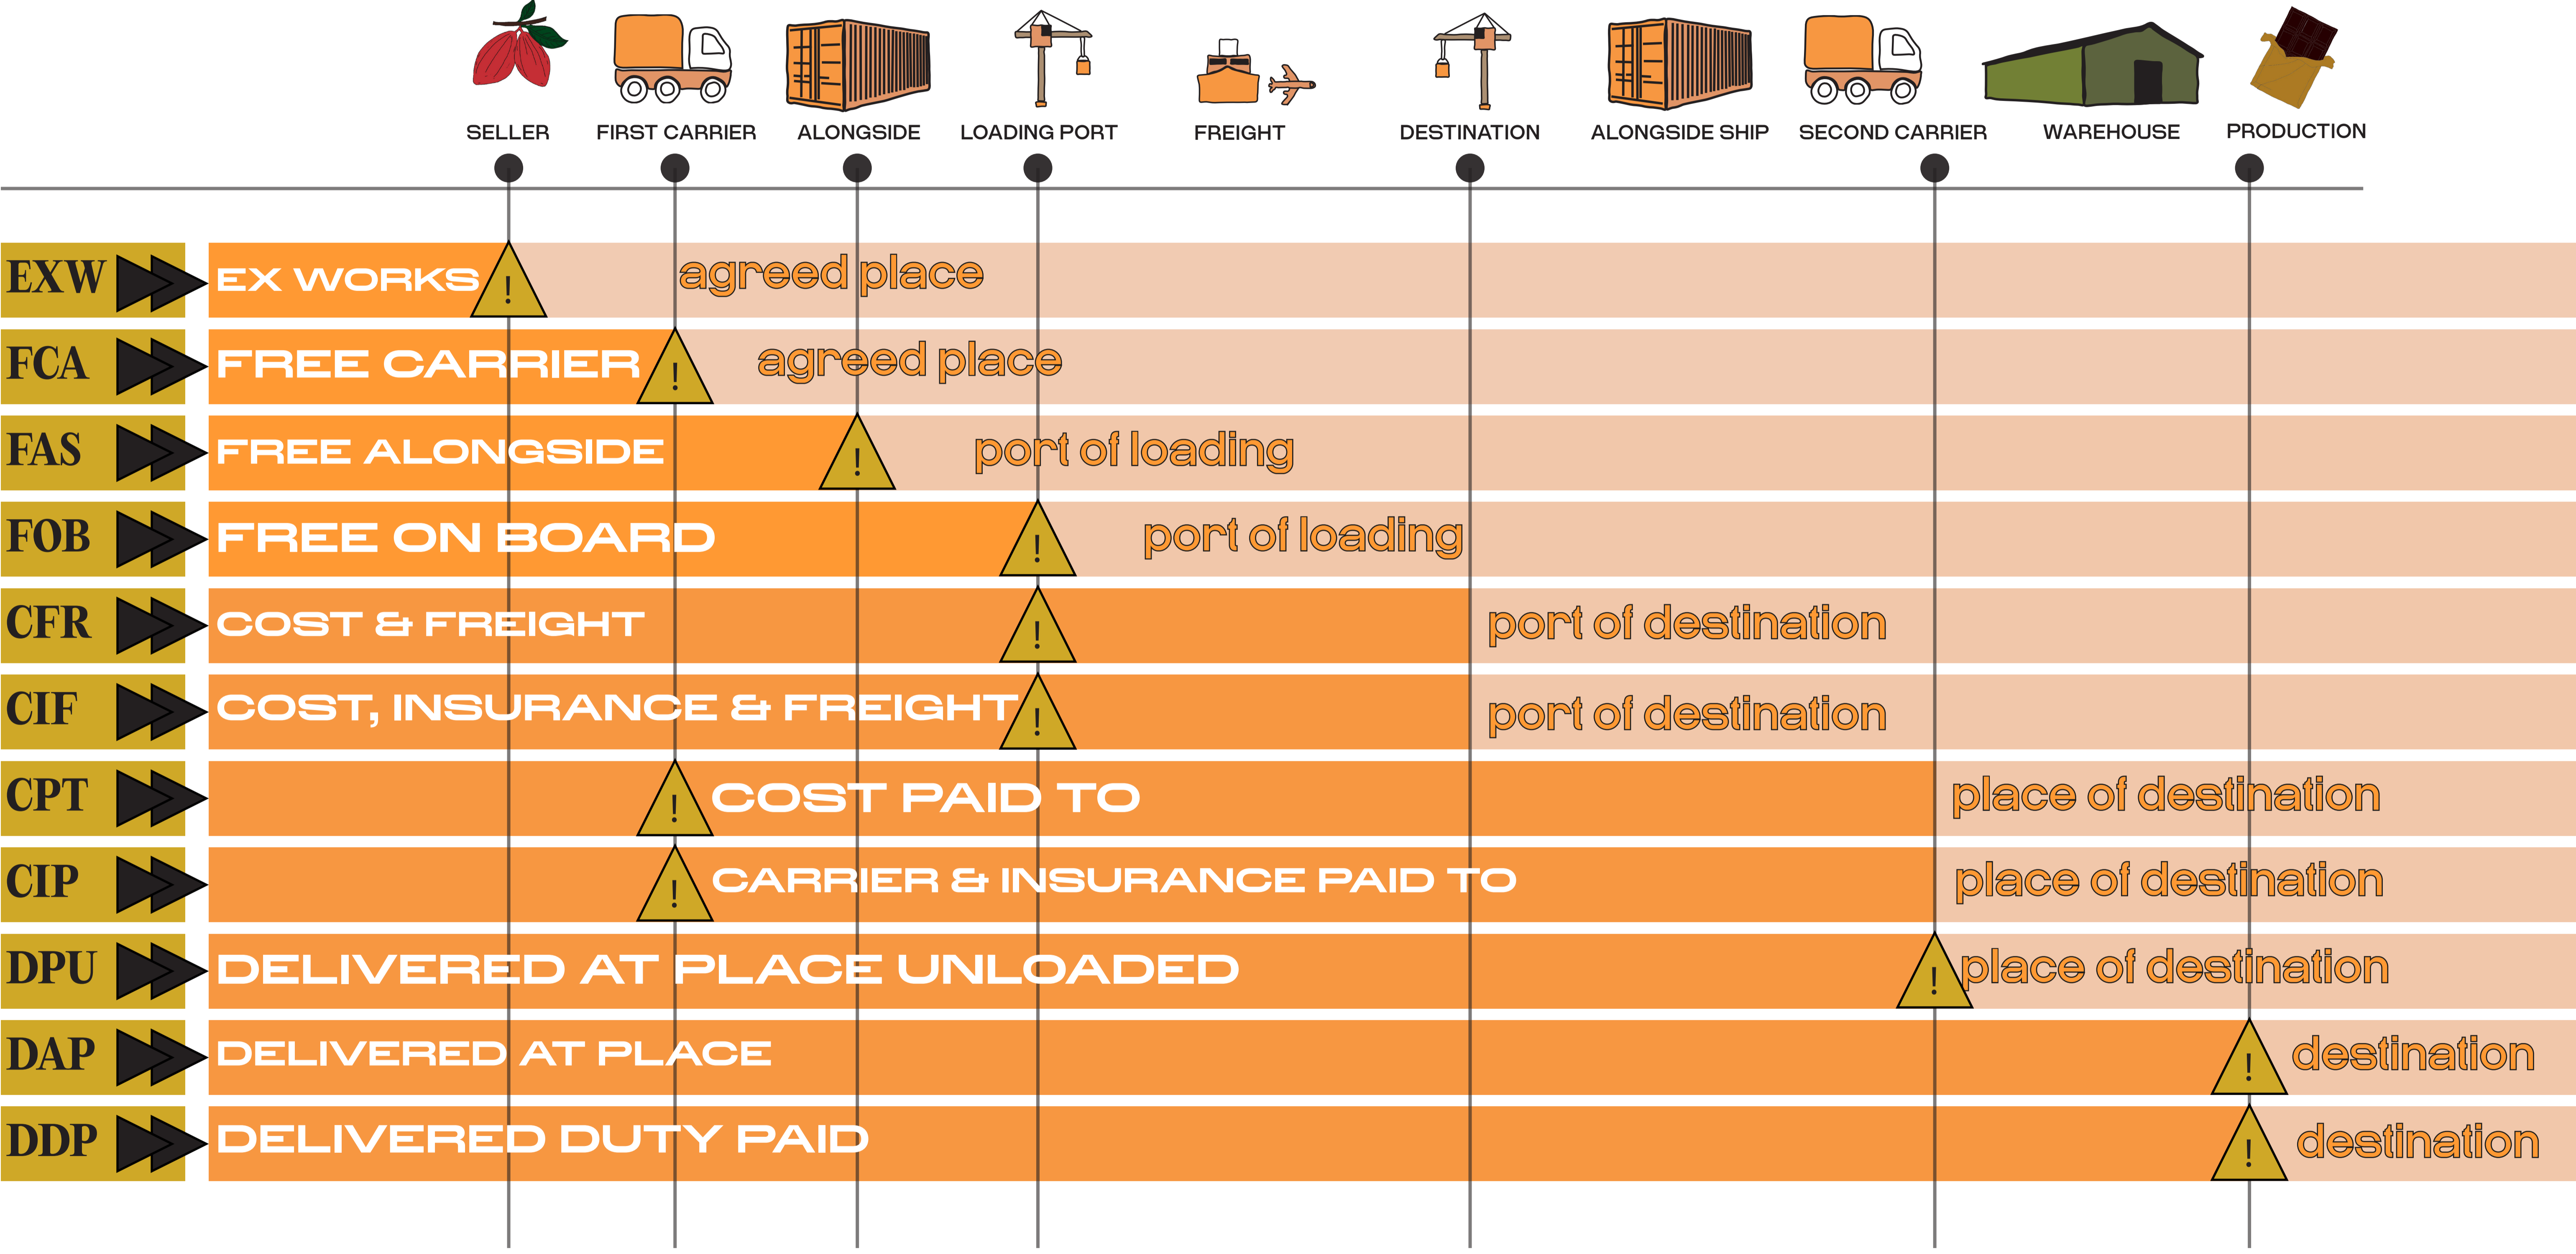 SELLER FIRST CARRIER ALONGSIDE LOADING PORT FREIGHT DESTINATION ALONGSIDE SHIP SECOND CARRIER WAREHOUSE PRODUCTION
EXW EX WORKS ! agreed place
FCA FREE CARRIER ! agreed place
FAS FREE ALONGSIDE ! port of loading
FOB FREE ON BOARD ! port of loading
CFR COST & FREIGHT ! port of destination
CIF COST, INSURANCE & FREIGHT ! port of destination
CPT ! COST PAID TO place of destination
CIP ! CARRIER & INSURANCE PAID TO place of destination
DPU DELIVERED AT PLACE UNLOADED ! place of destination
DAP DELIVERED AT PLACE ! destination
DDP DELIVERED DUTY PAID ! destination